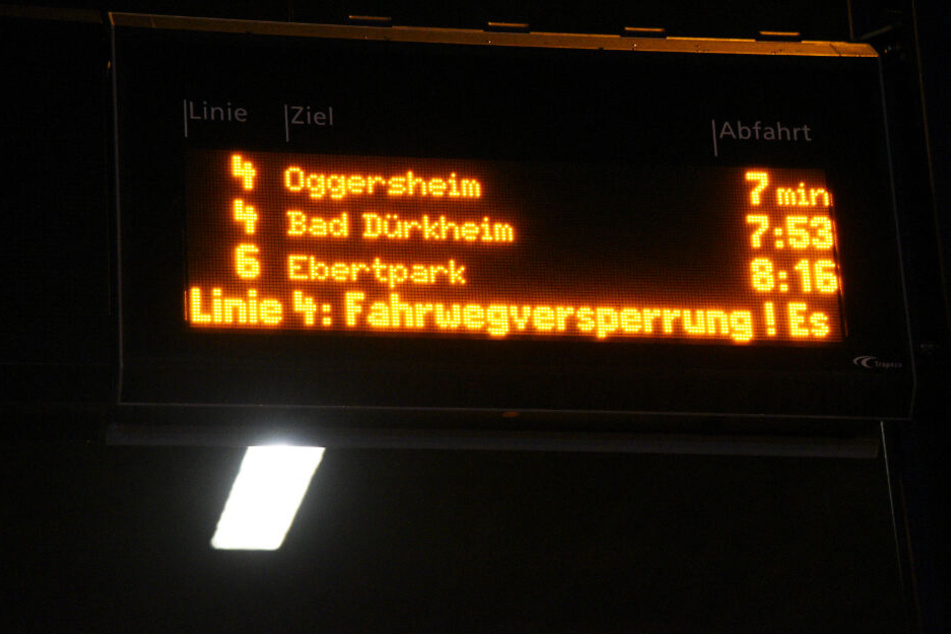 Linie Ziel Abfahrt
4 Oggersheim 7 min
4 Bad Dürkheim 7:53
6 Ebertpark 8:16
Linie 4: Fahrwegversperrung ! Es